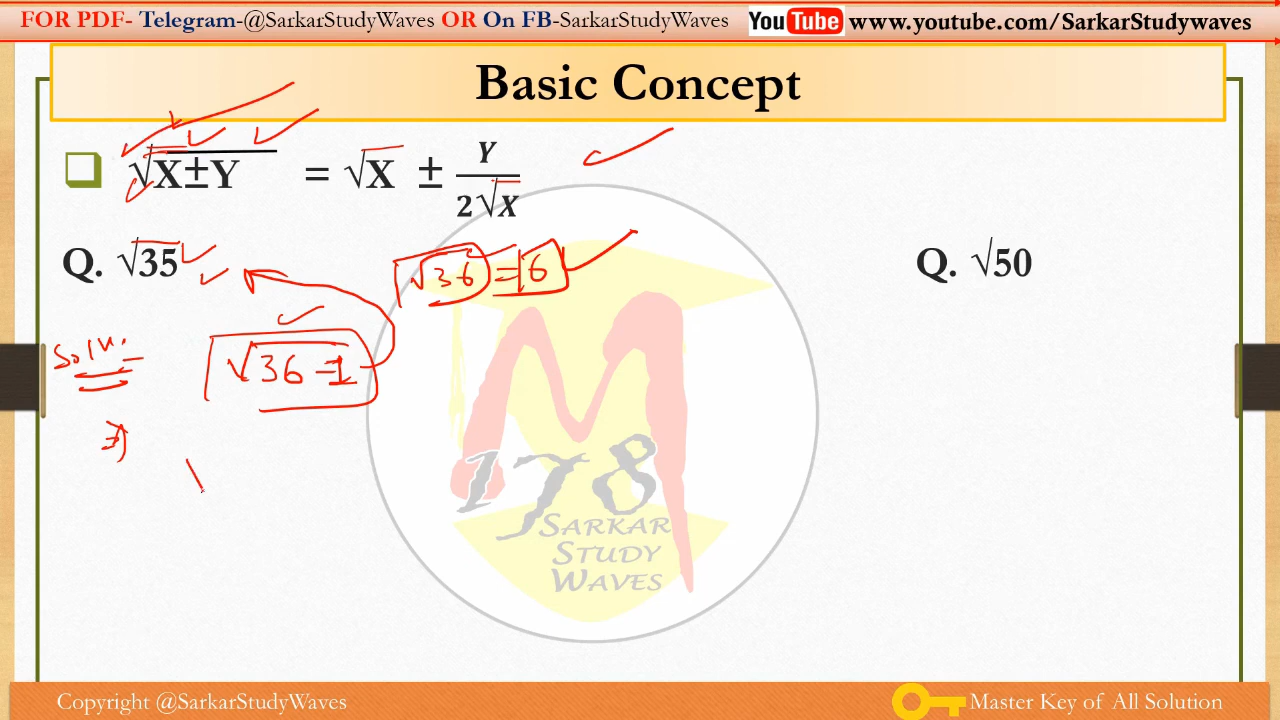 FOR PDF- Telegram-@SarkarStudyWaves OR On FB-SarkarStudyWaves YouTube www.youtube.com/SarkarStudywaves
Basic Concept
√X±Y = √X ± Y/2√X
Q. √35
√36 = 6
Q. √50
Soln.
√36-1
⇒
178
SARKAR
STUDY
WAVES
Copyright @SarkarStudyWaves
Master Key of All Solution